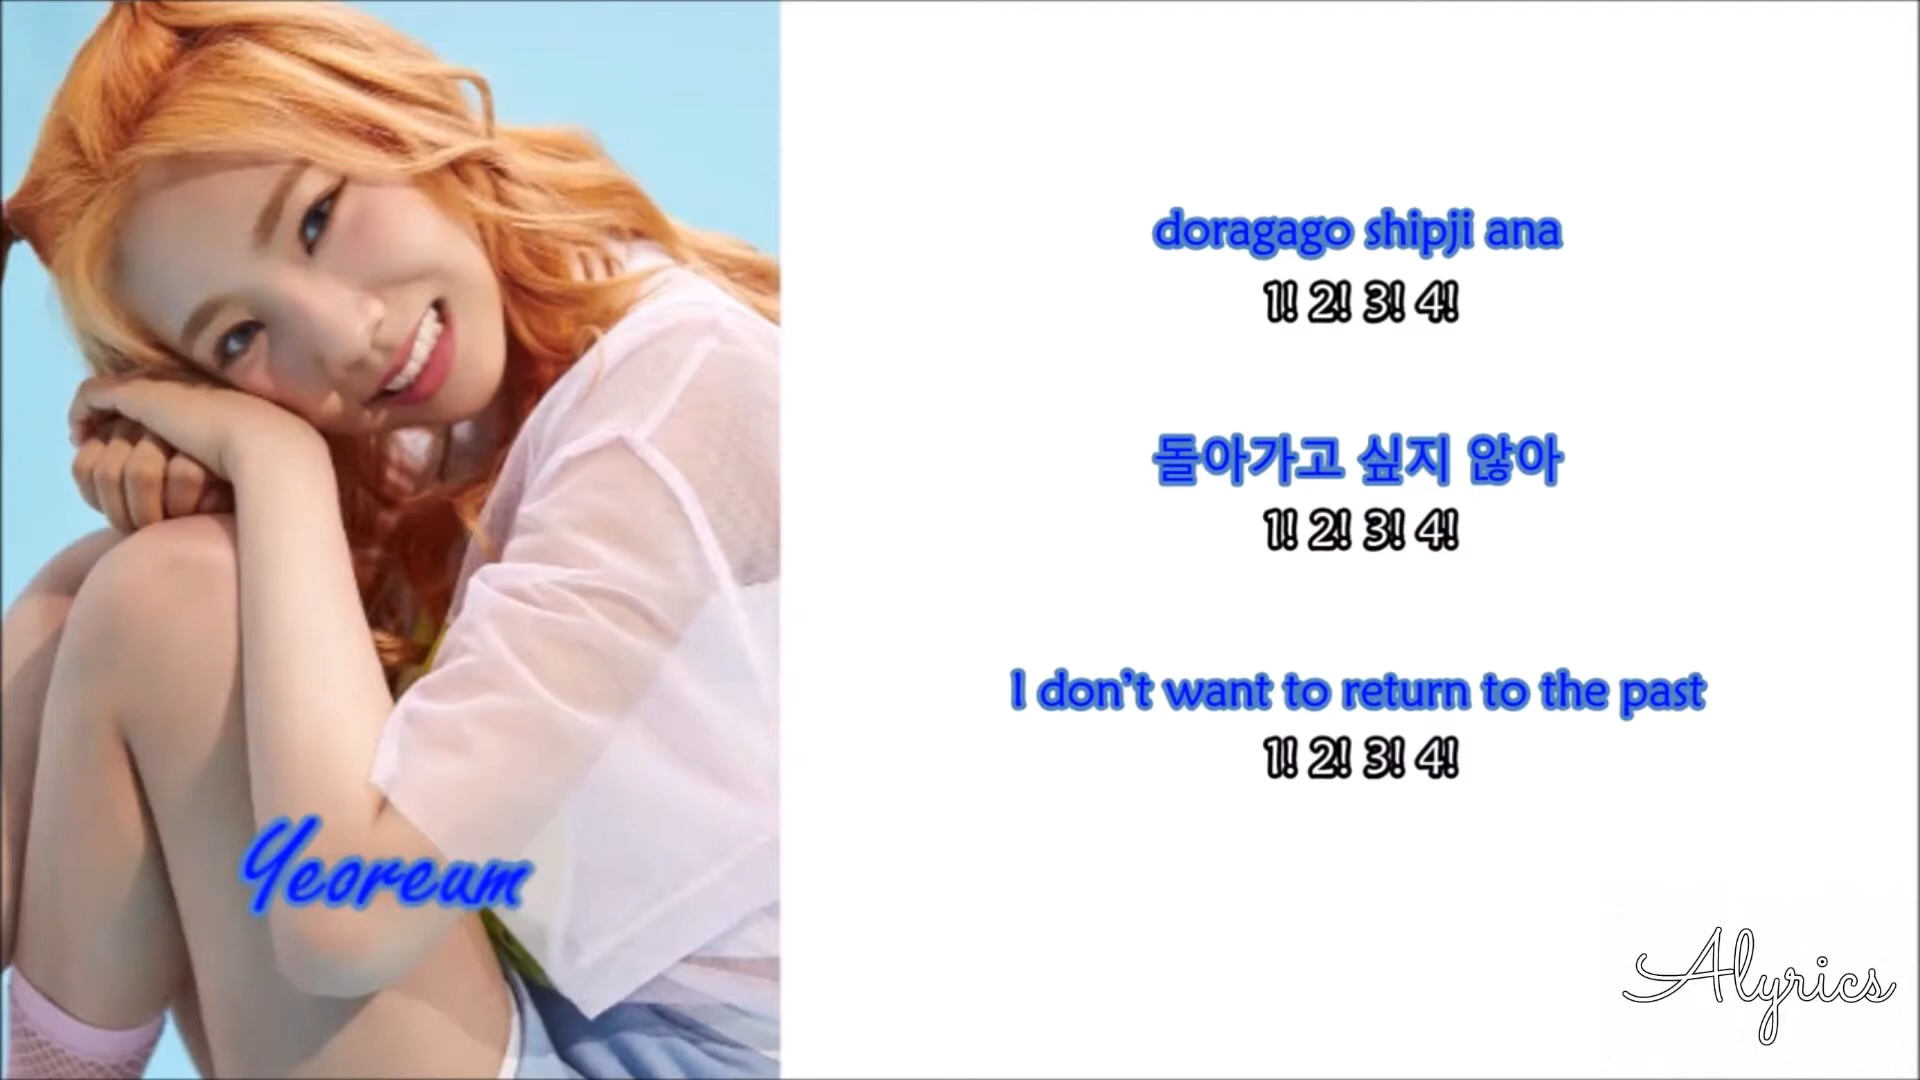 doragago shipji ana
1! 2! 3! 4!
돌아가고 싶지 않아
1! 2! 3! 4!
I don't want to return to the past
1! 2! 3! 4!
Yeoreum
Alyrics